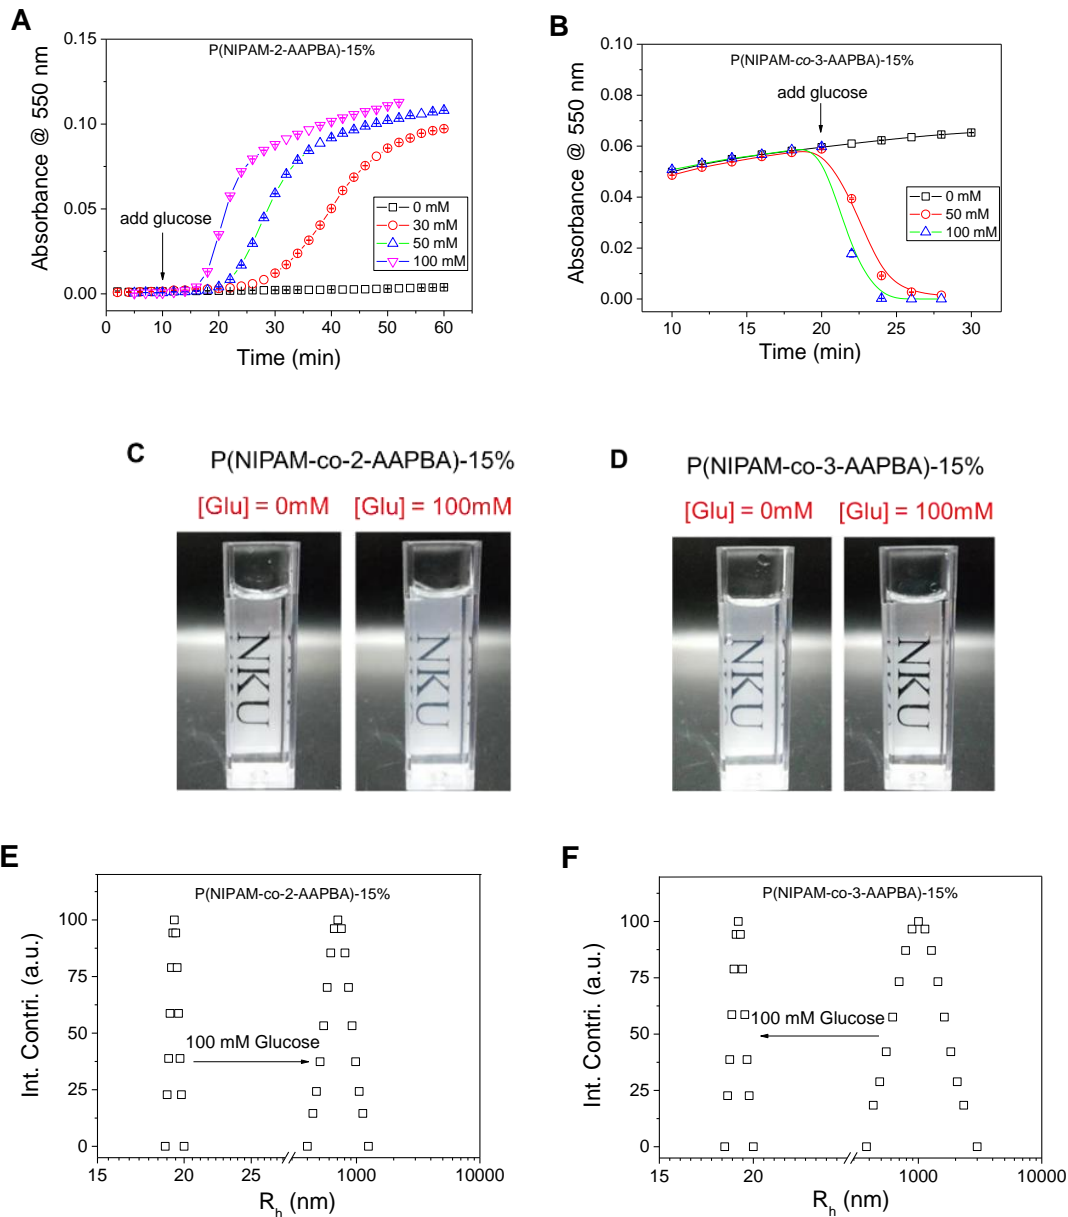 A
P(NIPAM-2-AAPBA)-15%
Absorbance @ 550 nm
0.15
0.10
0.05
0.00
add glucose
0 mM
30 mM
50 mM
100 mM
0 10 20 30 40 50 60
Time (min)
B
P(NIPAM-co-3-AAPBA)-15%
Absorbance @ 550 nm
0.10
0.08
0.06
0.04
0.02
0.00
add glucose
0 mM
50 mM
100 mM
10 15 20 25 30
Time (min)
C
P(NIPAM-co-2-AAPBA)-15%
[Glu] = 0mM [Glu] = 100mM
NKU NKU
D
P(NIPAM-co-3-AAPBA)-15%
[Glu] = 0mM [Glu] = 100mM
NKU NKU
E
P(NIPAM-co-2-AAPBA)-15%
Int. Contri. (a.u.)
100
75
50
25
0
100 mM Glucose
15 20 1000 10000
Rh (nm)
F
P(NIPAM-co-3-AAPBA)-15%
Int. Contri. (a.u.)
100
75
50
25
0
100 mM Glucose
15 20 1000 10000
Rh (nm)